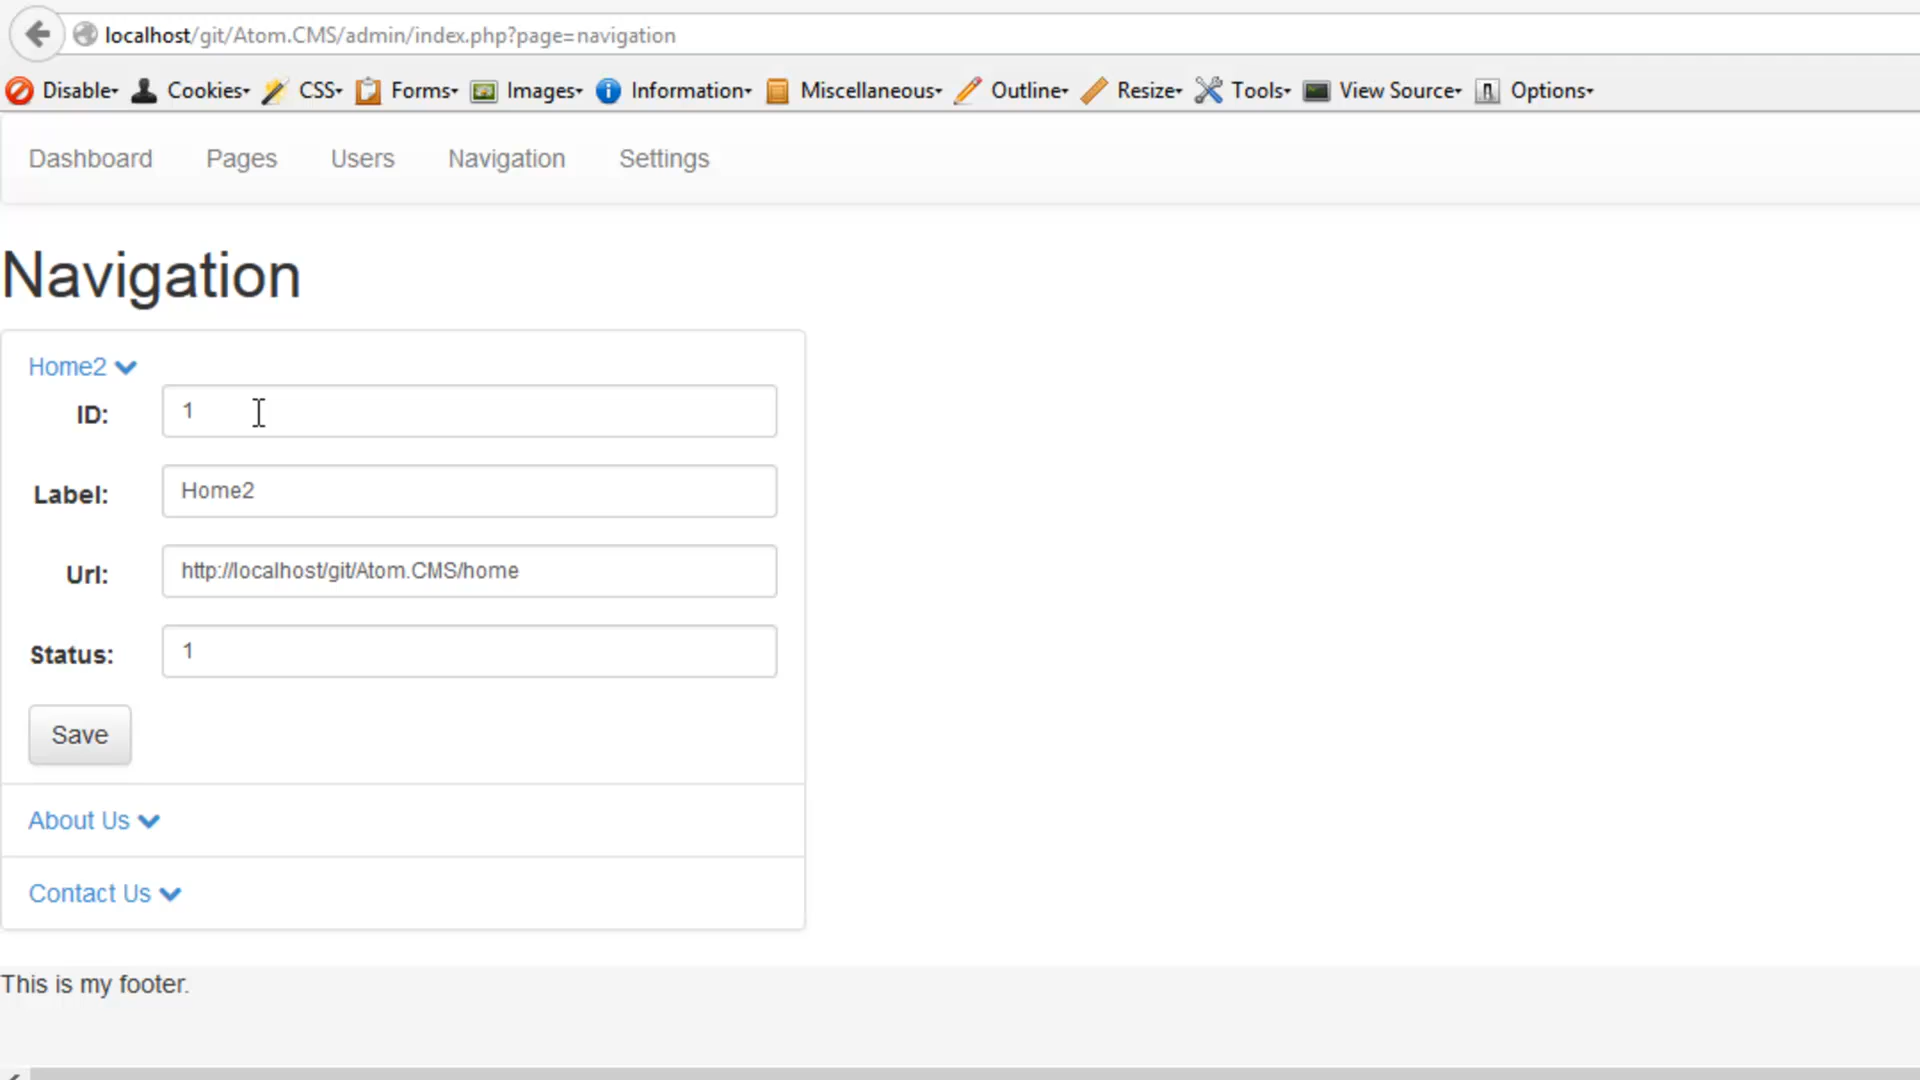 localhost/git/Atom.CMS/admin/index.php?page=navigation
Disable Cookies CSS Forms Images Information Miscellaneous Outline Resize Tools View Source Options
Dashboard Pages Users Navigation Settings
Navigation
Home2
ID: 1
Label: Home2
Url: http://localhost/git/Atom.CMS/home
Status: 1
Save
About Us
Contact Us
This is my footer.